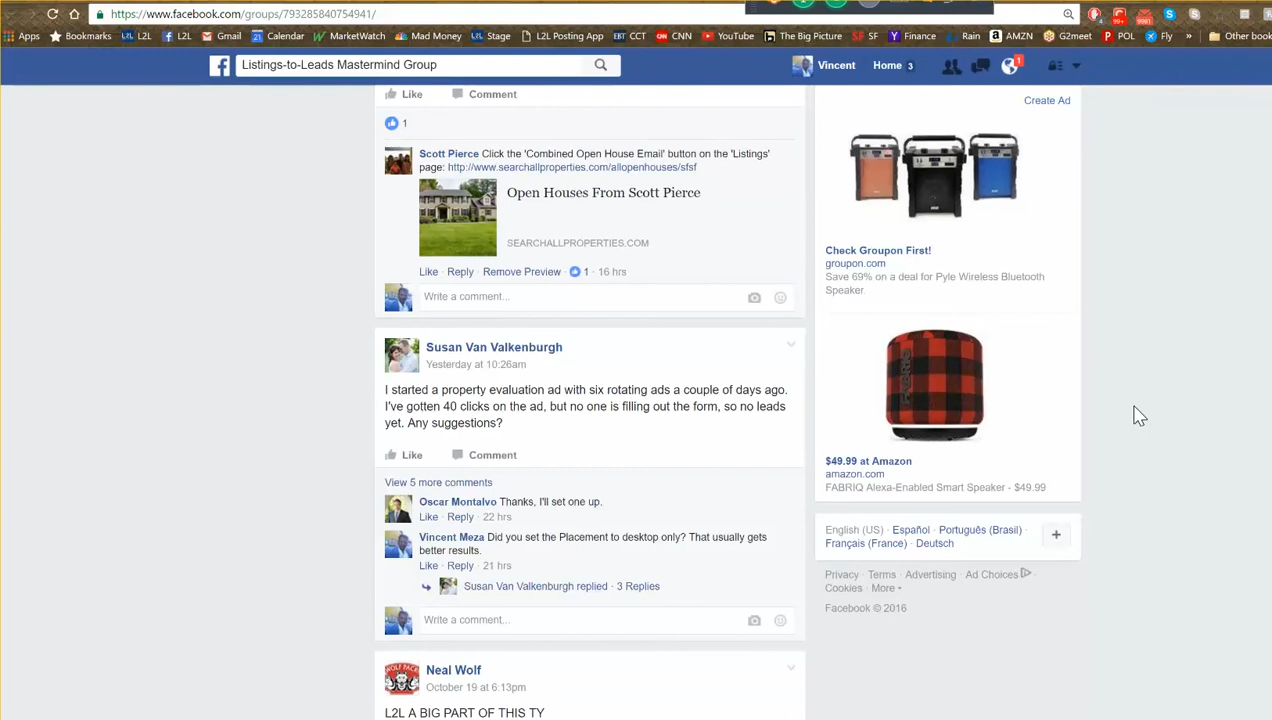 https://www.facebook.com/groups/793285840754941/
Apps Bookmarks L2L L2L Gmail Calendar MarketWatch Mad Money Stage L2L Posting App CCT CNN YouTube The Big Picture SF Finance Rain AMZN G2meet POL Fly » Other book
Listings-to-Leads Mastermind Group
Vincent Home 3
1
Like Comment
1
Scott Pierce Click the 'Combined Open House Email' button on the 'Listings'
page: http://www.searchallproperties.com/allopenhouses/sfsf
Open Houses From Scott Pierce
SEARCHALLPROPERTIES.COM
Like · Reply · Remove Preview · 1 · 16 hrs
Write a comment...
Susan Van Valkenburgh
Yesterday at 10:26am
I started a property evaluation ad with six rotating ads a couple of days ago.
I've gotten 40 clicks on the ad, but no one is filling out the form, so no leads
yet. Any suggestions?
Like Comment
View 5 more comments
Oscar Montalvo Thanks, I'll set one up.
Like · Reply · 22 hrs
Vincent Meza Did you set the Placement to desktop only? That usually gets
better results.
Like · Reply · 21 hrs
Susan Van Valkenburgh replied · 3 Replies
Write a comment...
Neal Wolf
October 19 at 6:13pm
L2L A BIG PART OF THIS TY
Create Ad
Check Groupon First!
groupon.com
Save 69% on a deal for Pyle Wireless Bluetooth
Speaker.
$49.99 at Amazon
amazon.com
FABRIQ Alexa-Enabled Smart Speaker - $49.99
English (US) · Español · Português (Brasil) ·
Français (France) · Deutsch
Privacy · Terms · Advertising · Ad Choices ·
Cookies · More
Facebook © 2016